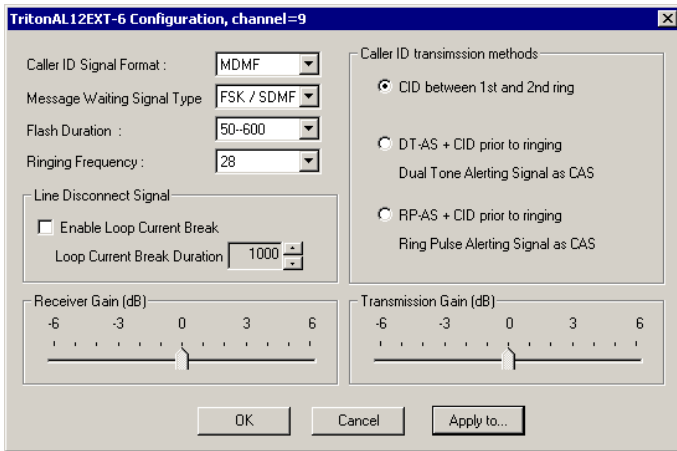 TritonAL12EXT-6 Configuration, channel=9
Caller ID Signal Format :
MDMF
Message Waiting Signal Type
FSK / SDMF
Flash Duration :
50--600
Ringing Frequency :
28
Line Disconnect Signal
Enable Loop Current Break
Loop Current Break Duration
1000
Caller ID transimssion methods
CID between 1st and 2nd ring
DT-AS + CID prior to ringing
Dual Tone Alerting Signal as CAS
RP-AS + CID prior to ringing
Ring Pulse Alerting Signal as CAS
Receiver Gain (dB)
-6 -3 0 3 6
Transmission Gain (dB)
-6 -3 0 3 6
OK
Cancel
Apply to...